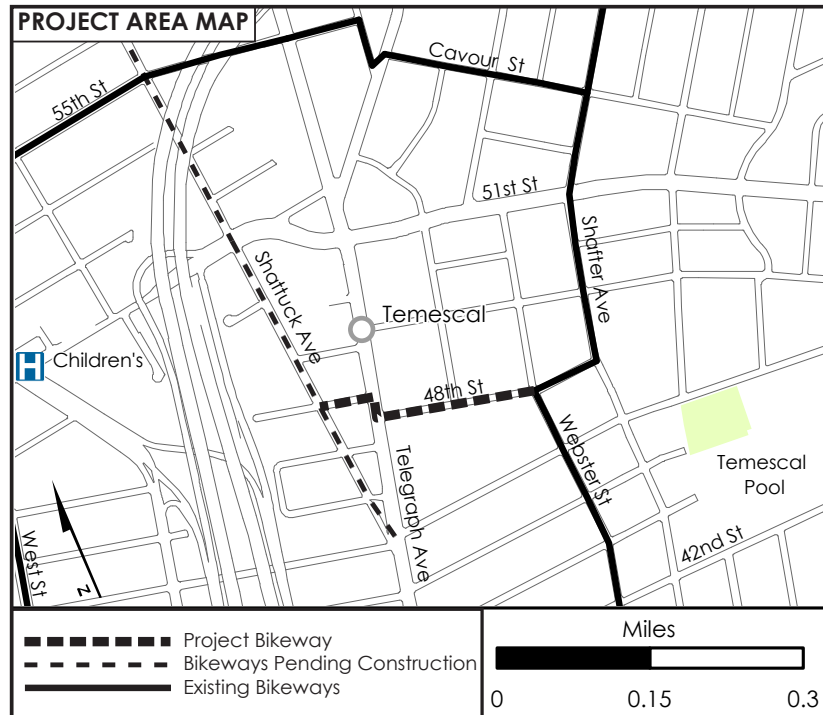 PROJECT AREA MAP
Cavour St
55th St
51st St
Shattuck Ave
Shafter Ave
Temescal
H
Children's
48th St
Webster St
Telegraph Ave
Temescal
Pool
42nd St
West St
N
Project Bikeway
Bikeways Pending Construction
Existing Bikeways
Miles
0 0.15 0.3